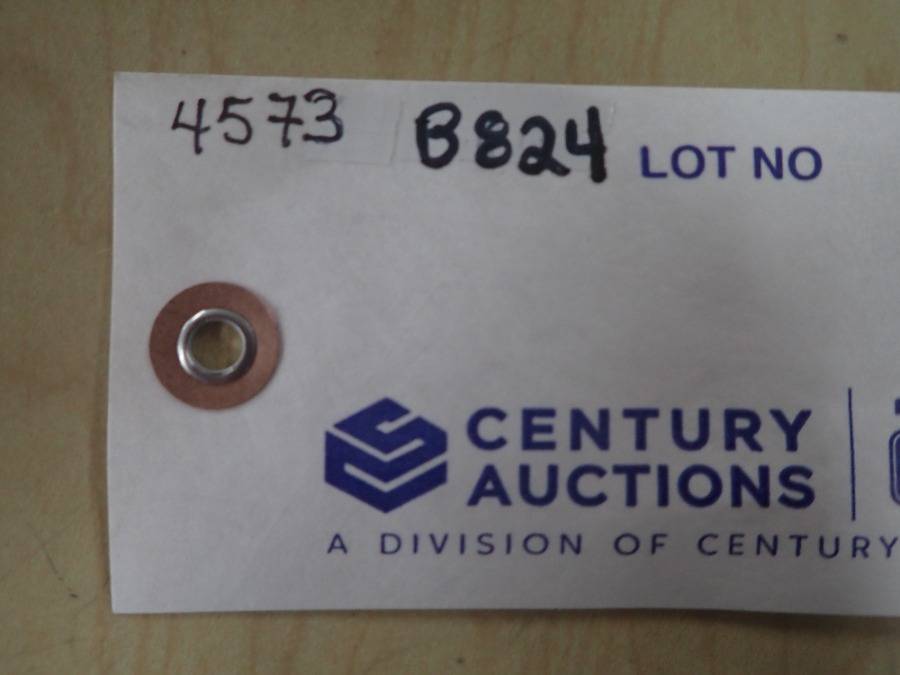 4573 B824 LOT NO
CENTURY
AUCTIONS
A DIVISION OF CENTURY